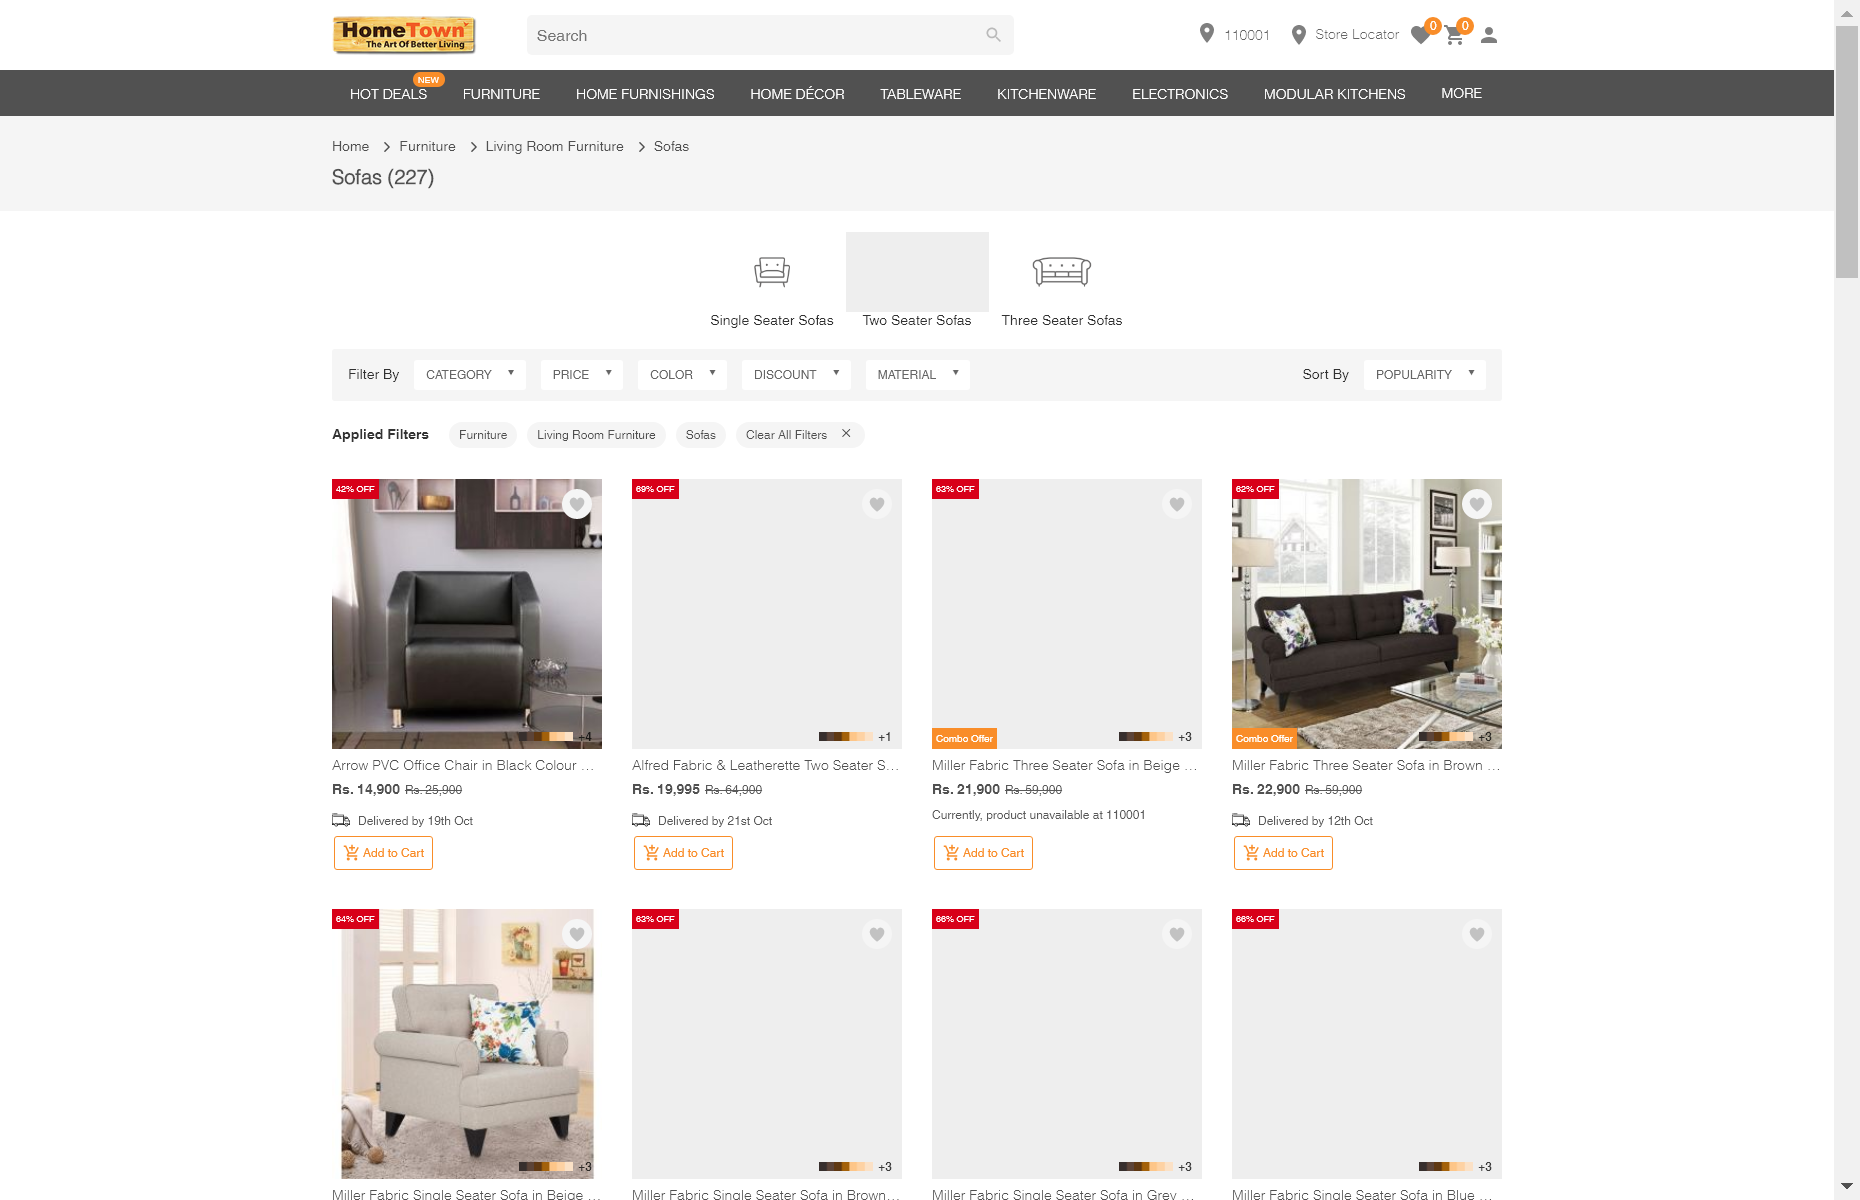 HomeTown
The Art Of Better Living
Search
110001
Store Locator
0
0
NEW
HOT DEALS
FURNITURE
HOME FURNISHINGS
HOME DÉCOR
TABLEWARE
KITCHENWARE
ELECTRONICS
MODULAR KITCHENS
MORE
Home
Furniture
Living Room Furniture
Sofas
Sofas (227)
Single Seater Sofas
Two Seater Sofas
Three Seater Sofas
Filter By
CATEGORY
PRICE
COLOR
DISCOUNT
MATERIAL
Sort By
POPULARITY
Applied Filters
Furniture
Living Room Furniture
Sofas
Clear All Filters
42% OFF
+4
Arrow PVC Office Chair in Black Colour ...
Rs. 14,900 Rs. 25,900
Delivered by 19th Oct
Add to Cart
69% OFF
+1
Alfred Fabric & Leatherette Two Seater S...
Rs. 19,995 Rs. 64,900
Delivered by 21st Oct
Add to Cart
63% OFF
Combo Offer
+3
Miller Fabric Three Seater Sofa in Beige ...
Rs. 21,900 Rs. 59,900
Currently, product unavailable at 110001
Add to Cart
62% OFF
Combo Offer
+3
Miller Fabric Three Seater Sofa in Brown ...
Rs. 22,900 Rs. 59,900
Delivered by 12th Oct
Add to Cart
64% OFF
+3
Miller Fabric Single Seater Sofa in Beige ...
63% OFF
+3
Miller Fabric Single Seater Sofa in Brown...
66% OFF
+3
Miller Fabric Single Seater Sofa in Grey ...
66% OFF
+3
Miller Fabric Single Seater Sofa in Blue ...